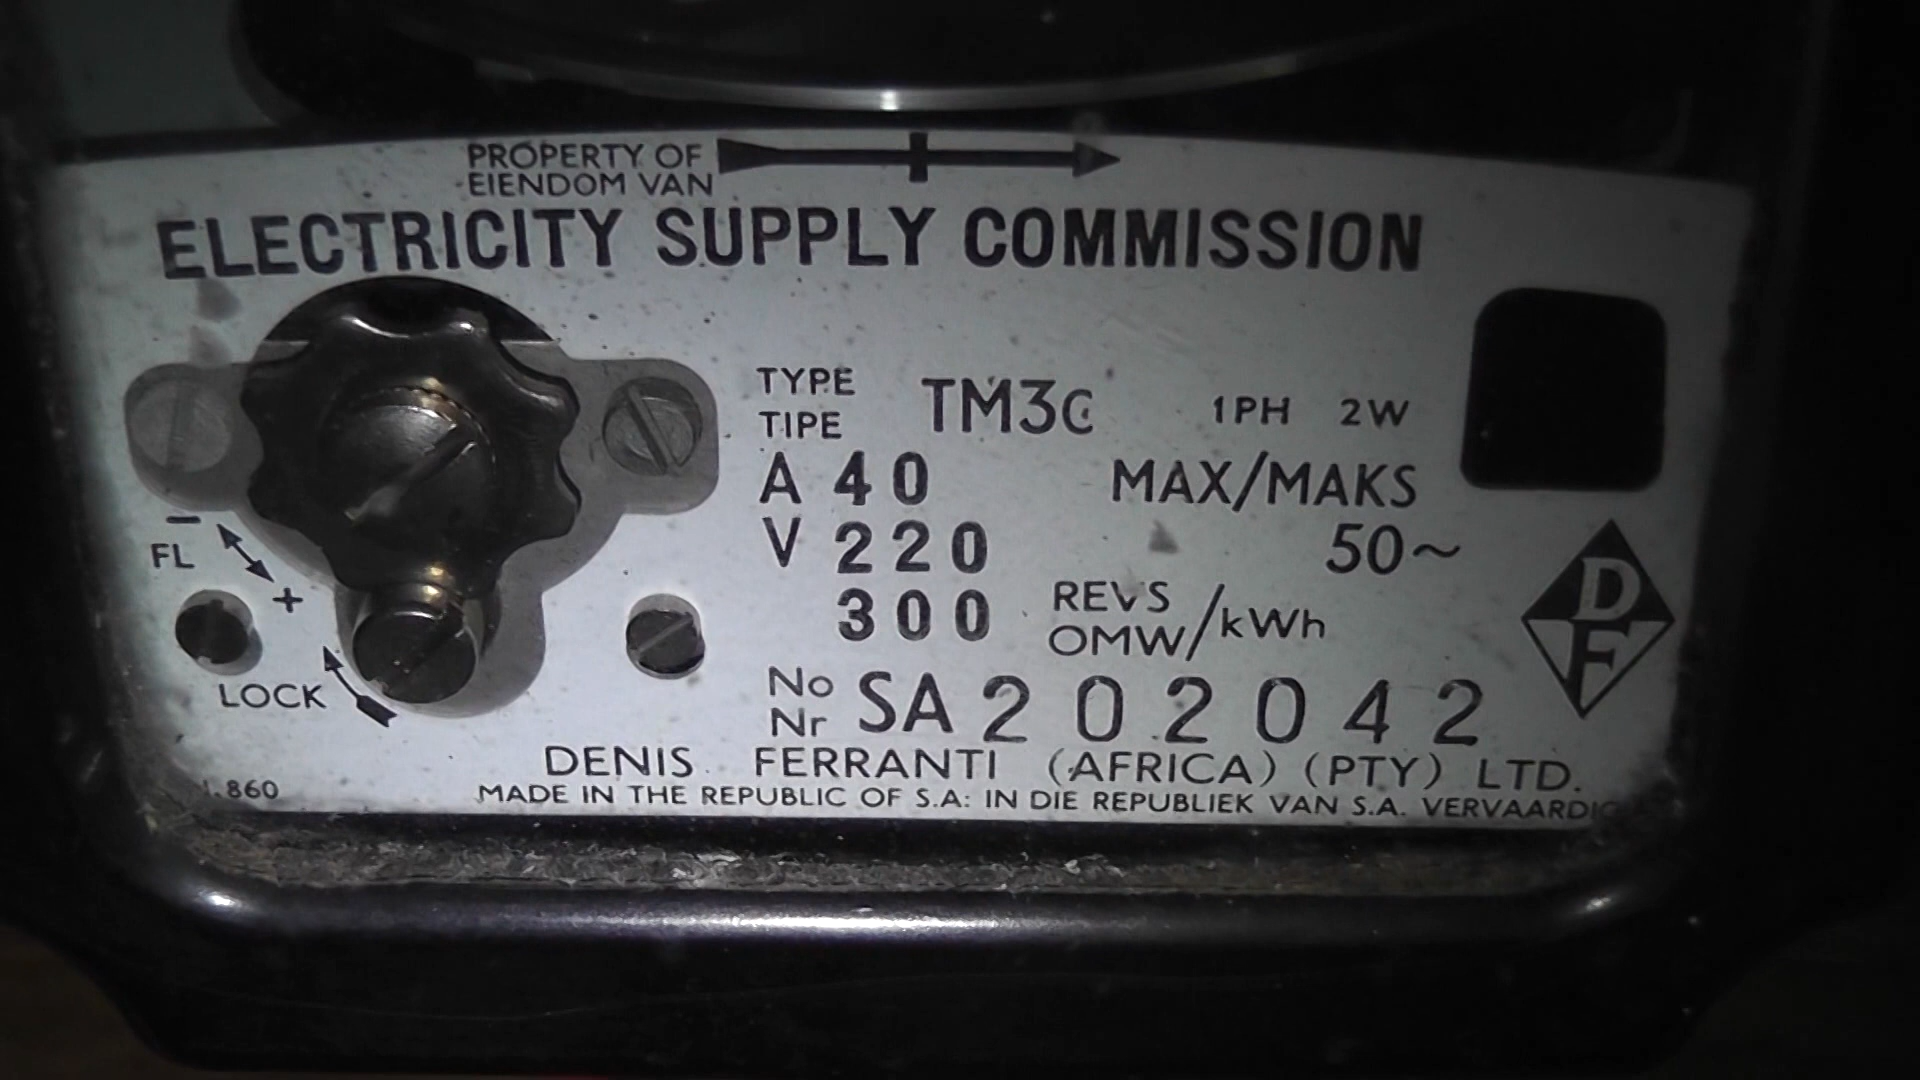 PROPERTY OF
EIENDOM VAN
ELECTRICITY SUPPLY COMMISSION
TYPE
TIPE
TM3C 1PH 2W
A 40 MAX/MAKS
V 220 50~
300 REVS
OMW/kWh
FL - +
LOCK
No
Nr
SA 202042
D
F
DENIS FERRANTI (AFRICA) (PTY) LTD.
860
MADE IN THE REPUBLIC OF S.A: IN DIE REPUBLIEK VAN S.A.